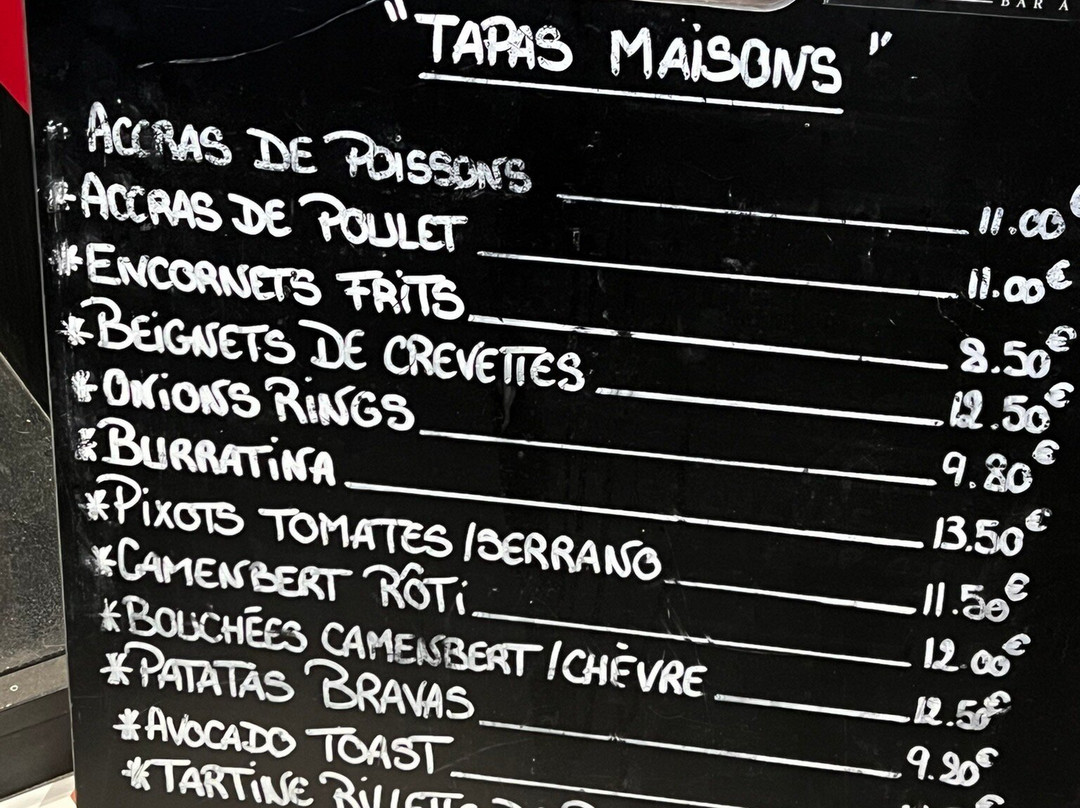 BAR A
"TAPAS MAiSONS"
* ACCRAS DE POiSSONS 11.00€
* ACCRAS DE POULET 11.00€
* ENCORNETS FRiTS 8.50€
* BEiGNETS DE CREVETTES 12.50€
* ONiONS RiNGS 9.80€
* BURRATiNA 13.50€
* PiXOTS TOMATES /SERRANO 11.50€
* CAMENBERT RÔTi 12.00€
* BOUCHÉES CAMENBERT /CHÈVRE 12.50€
* PATATAS BRAVAS 9.20€
* AVOCADO TOAST
* TARTiNE